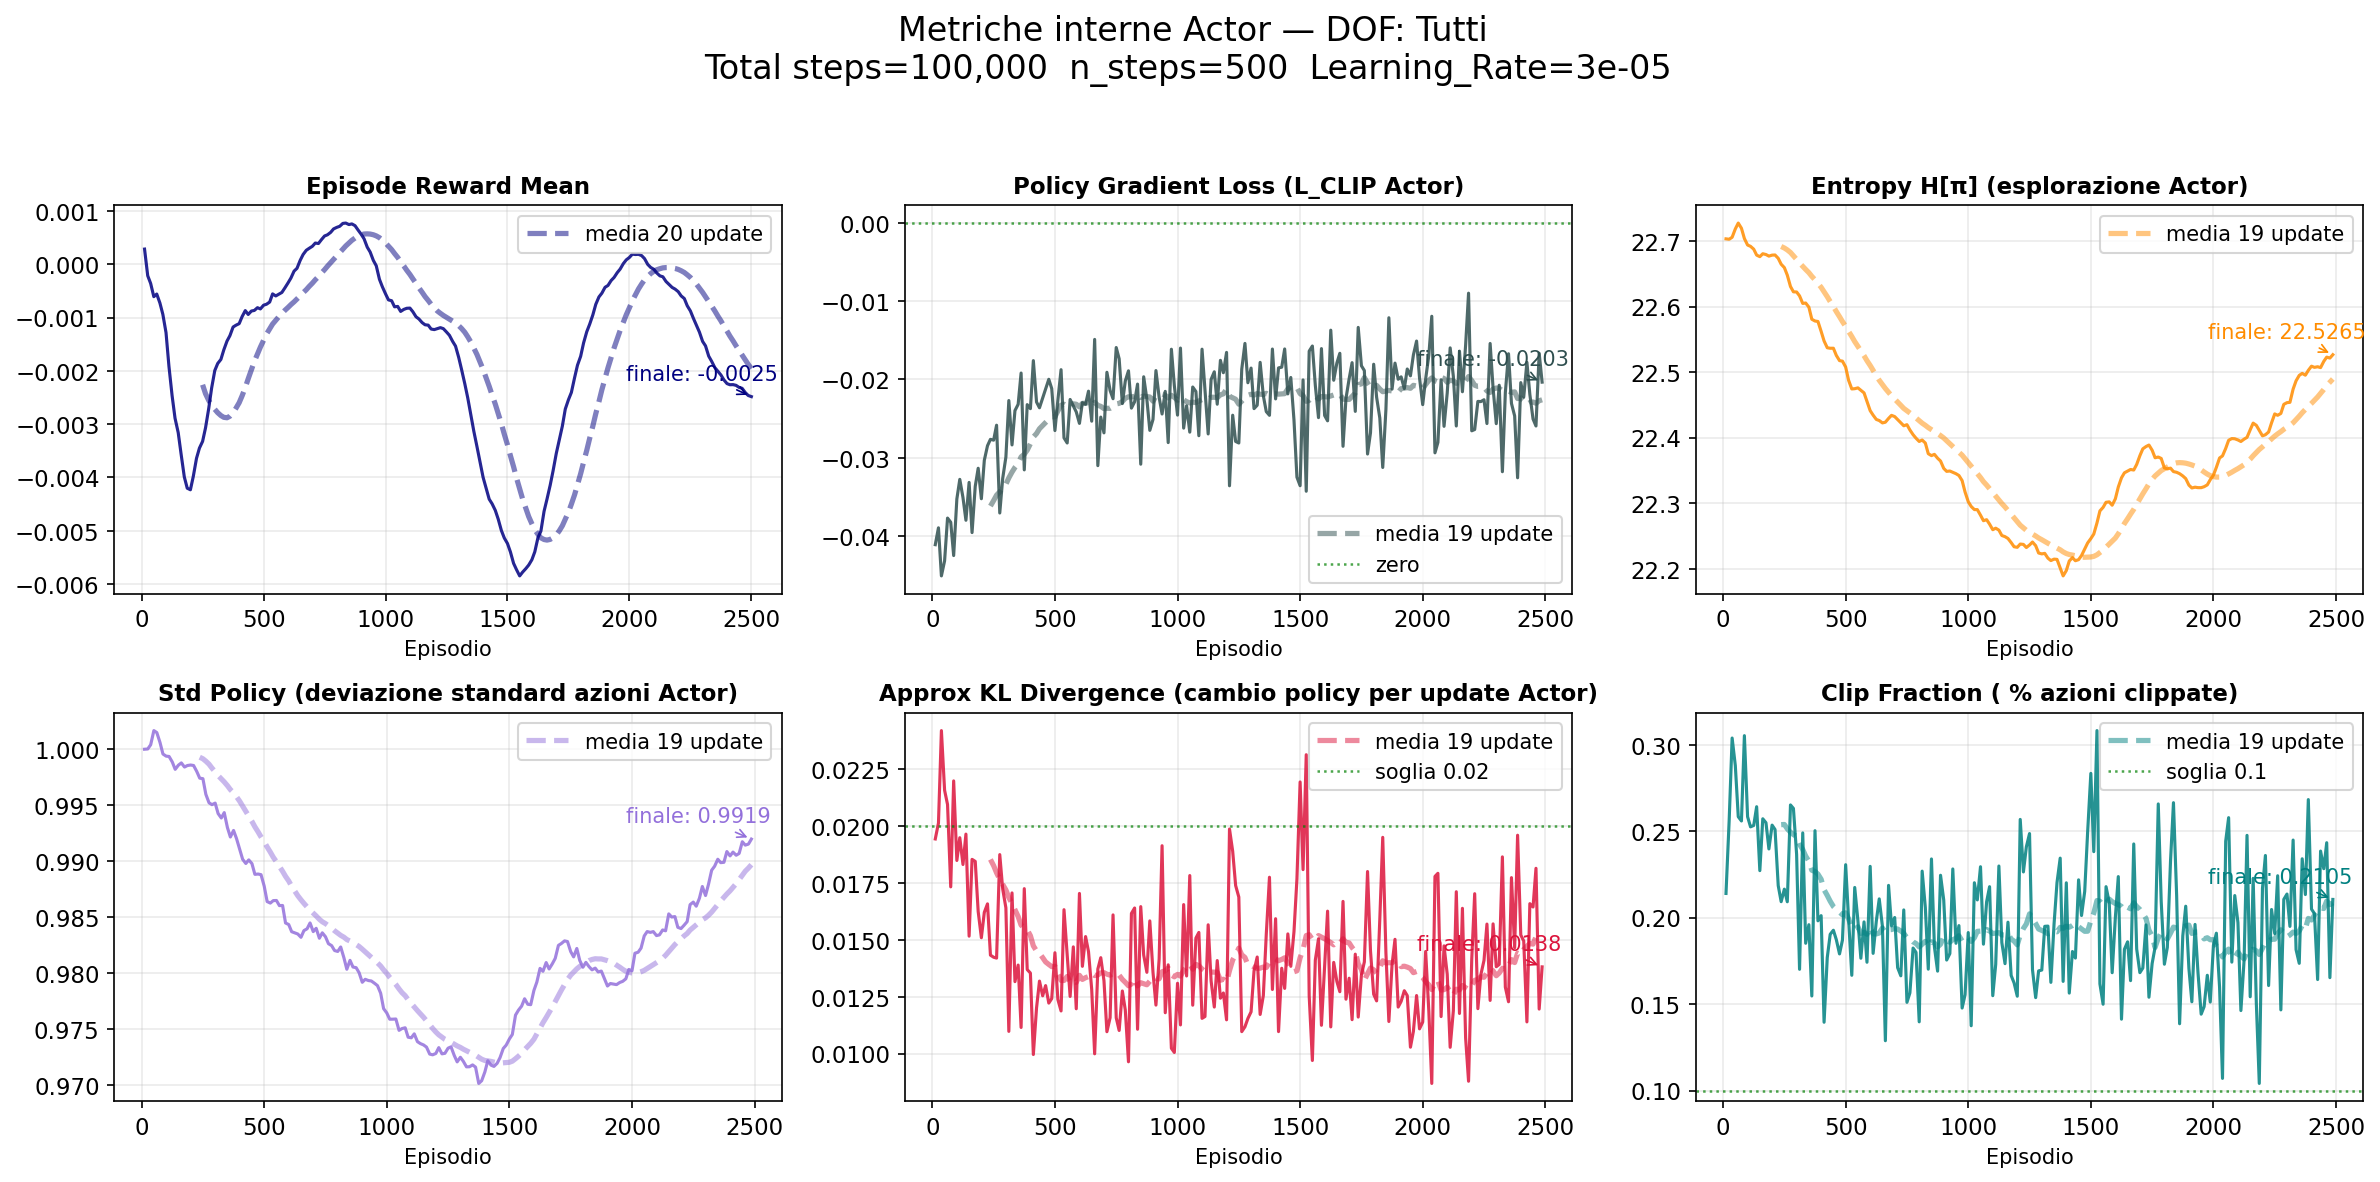 Metriche interne Actor — DOF: Tutti
Total steps=100,000  n_steps=500  Learning_Rate=3e-05
Episode Reward Mean
0.001
0.000
−0.001
−0.002
−0.003
−0.004
−0.005
−0.006
media 20 update
finale: -0.0025
0 500 1000 1500 2000 2500
Episodio
Policy Gradient Loss (L_CLIP Actor)
0.00
−0.01
−0.02
−0.03
−0.04
finale: -0.0203
media 19 update
zero
0 500 1000 1500 2000 2500
Episodio
Entropy H[π] (esplorazione Actor)
22.7
22.6
22.5
22.4
22.3
22.2
media 19 update
finale: 22.5265
0 500 1000 1500 2000 2500
Episodio
Std Policy (deviazione standard azioni Actor)
1.000
0.995
0.990
0.985
0.980
0.975
0.970
media 19 update
finale: 0.9919
0 500 1000 1500 2000 2500
Episodio
Approx KL Divergence (cambio policy per update Actor)
0.0225
0.0200
0.0175
0.0150
0.0125
0.0100
media 19 update
soglia 0.02
finale: 0.0138
0 500 1000 1500 2000 2500
Episodio
Clip Fraction ( % azioni clippate)
0.30
0.25
0.20
0.15
0.10
media 19 update
soglia 0.1
finale: 0.2105
0 500 1000 1500 2000 2500
Episodio